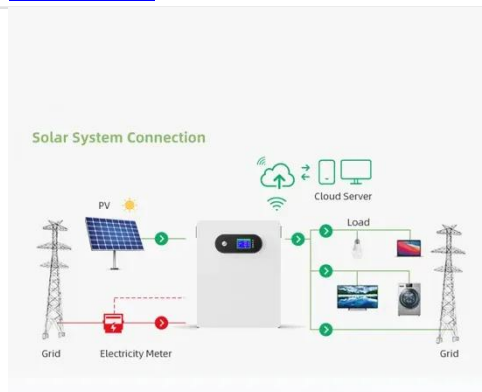 Solar System Connection
Cloud Server
PV
Load
Grid
Electricity Meter
Grid